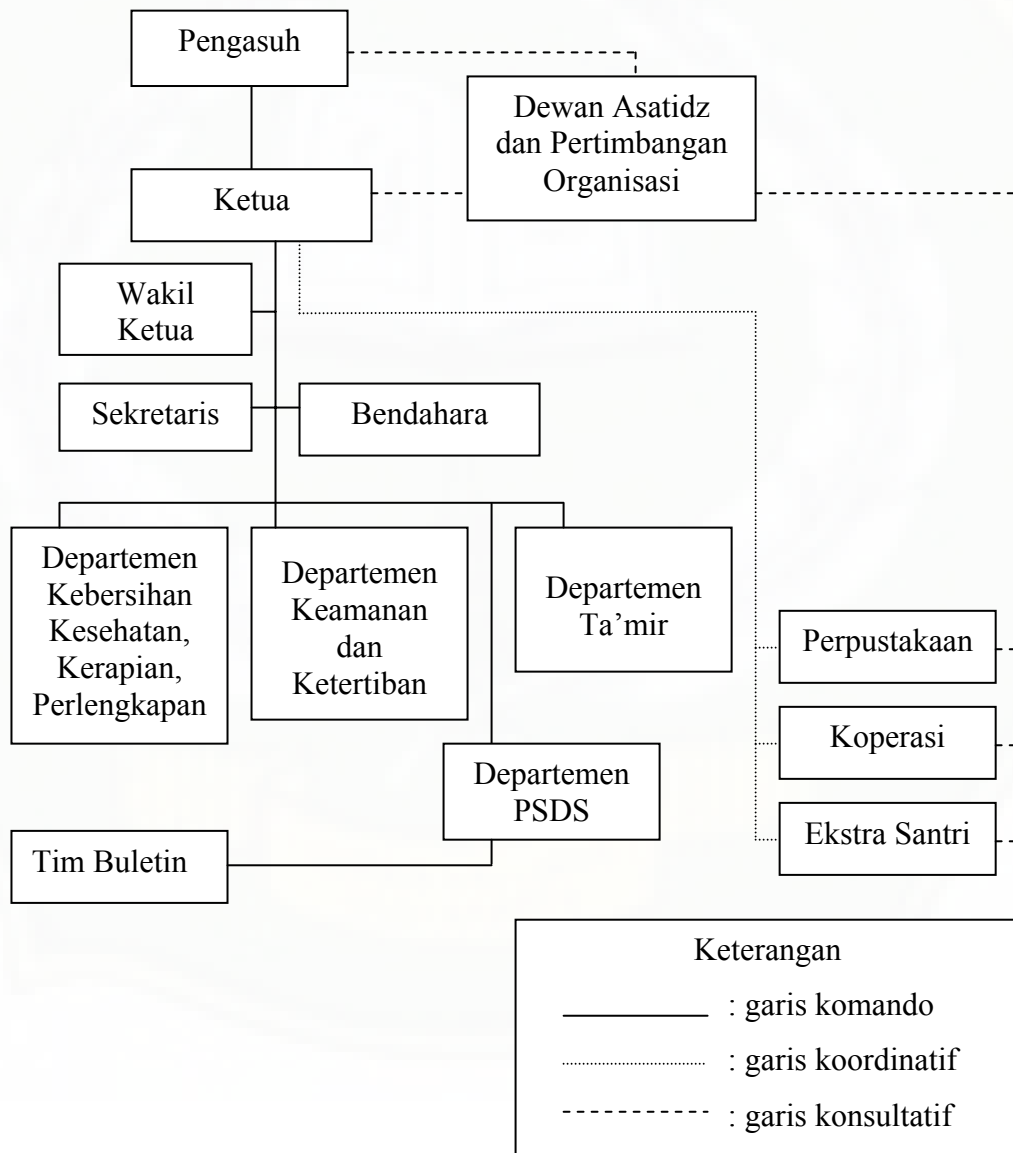 Pengasuh
Dewan Asatidz
dan Pertimbangan
Organisasi
Ketua
Wakil
Ketua
Sekretaris
Bendahara
Departemen
Kebersihan
Kesehatan,
Kerapian,
Perlengkapan
Departemen
Keamanan
dan
Ketertiban
Departemen
Ta’mir
Perpustakaan
Koperasi
Departemen
PSDS
Ekstra Santri
Tim Buletin
Keterangan
: garis komando
: garis koordinatif
: garis konsultatif